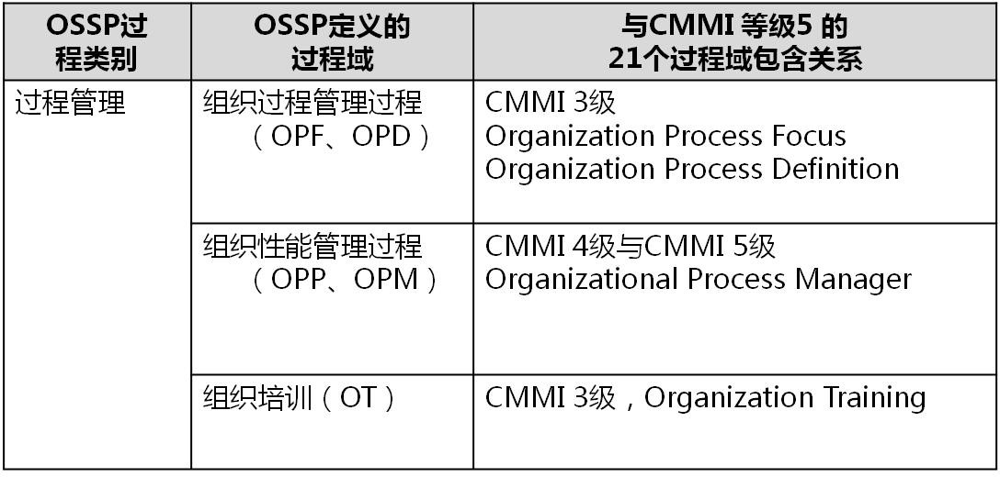 OSSP过
程类别
OSSP定义的
过程域
与CMMI 等级5 的
21个过程域包含关系
过程管理
组织过程管理过程
（OPF、OPD）
CMMI 3级
Organization Process Focus
Organization Process Definition
组织性能管理过程
（OPP、OPM）
CMMI 4级与CMMI 5级
Organizational Process Manager
组织培训（OT）
CMMI 3级，Organization Training